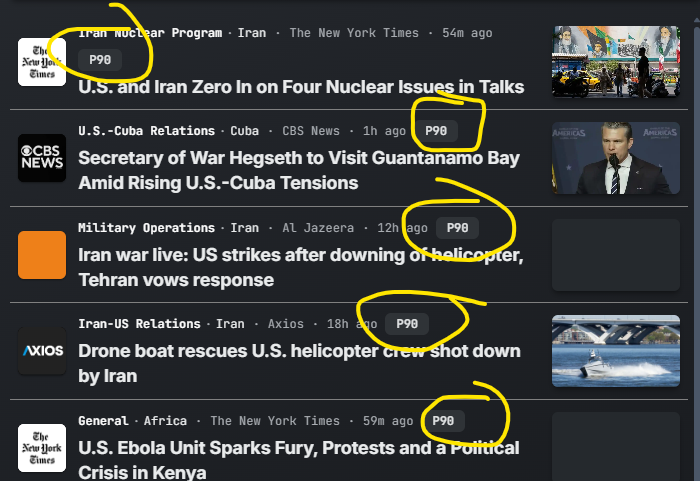 Iran Nuclear Program · Iran · The New York Times · 54m ago
The
New York
Times
P90
U.S. and Iran Zero In on Four Nuclear Issues in Talks
U.S.-Cuba Relations · Cuba · CBS News · 1h ago P90
CBS
NEWS
Secretary of War Hegseth to Visit Guantanamo Bay
Amid Rising U.S.-Cuba Tensions
AMERICAS
AMERICAS
Military Operations · Iran · Al Jazeera · 12h ago P90
Iran war live: US strikes after downing of helicopter,
Tehran vows response
Iran-US Relations · Iran · Axios · 18h ago P90
AXIOS
Drone boat rescues U.S. helicopter crew shot down
by Iran
General · Africa · The New York Times · 59m ago P90
The
New York
Times
U.S. Ebola Unit Sparks Fury, Protests and a Political
Crisis in Kenya